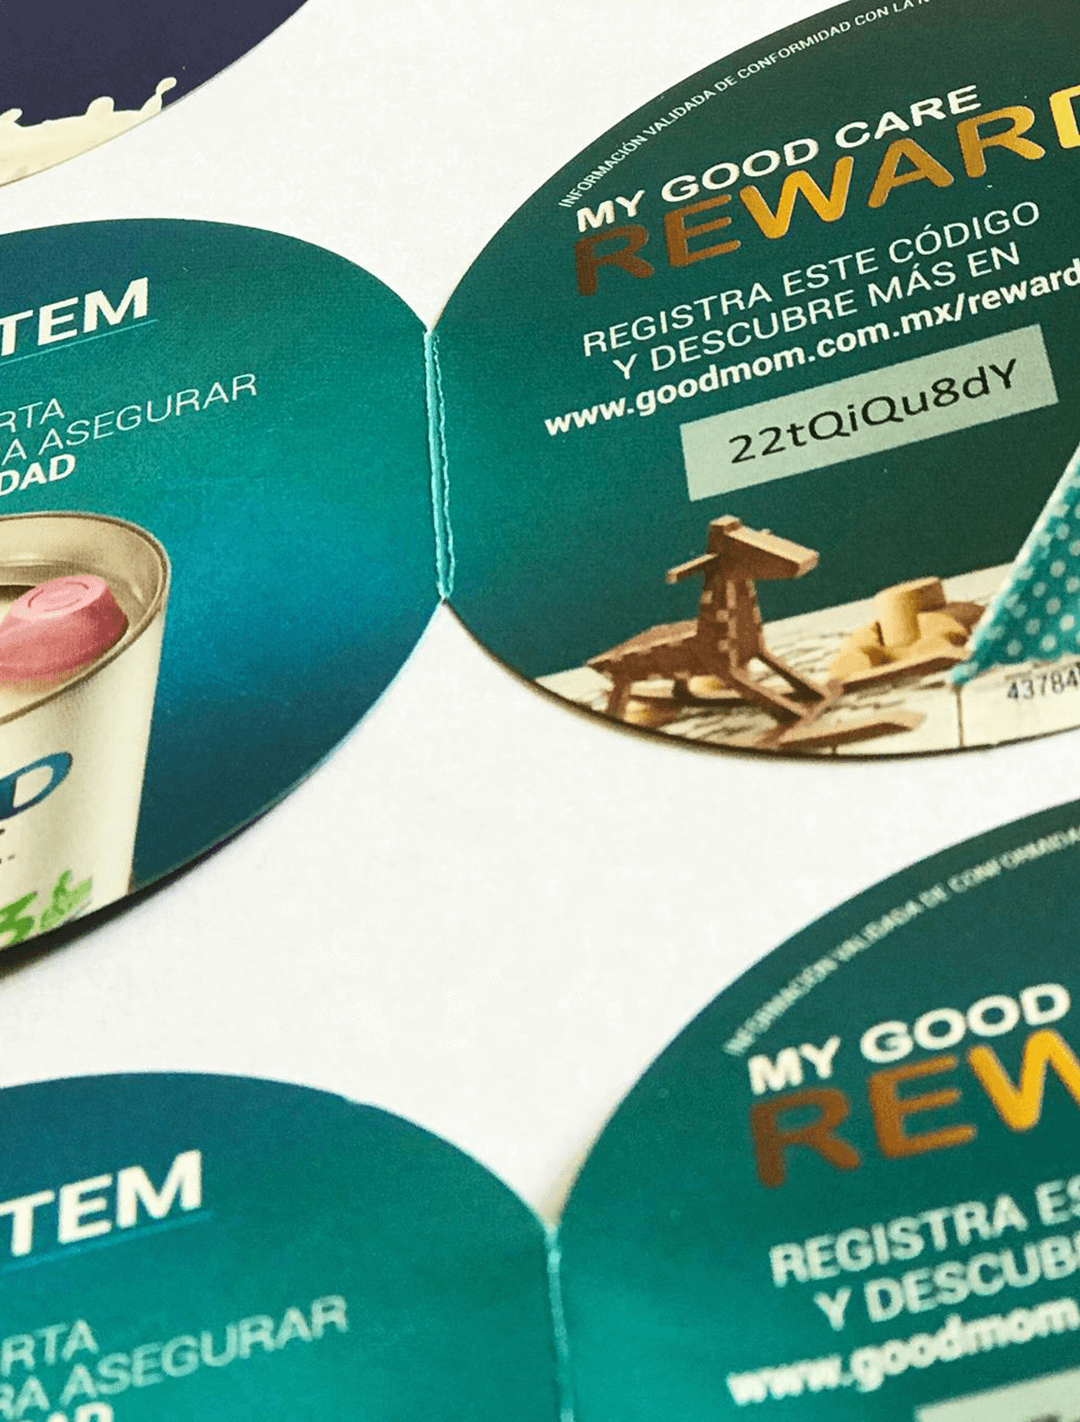 INFORMACIÓN VALIDADA DE CONFORMIDAD CON LA
MY GOOD CARE
REWARD
REGISTRA ESTE CÓDIGO
Y DESCUBRE MÁS EN
www.goodmom.com.mx/reward
22tQiQu8dY
43784
TEM
RTA
A ASEGURAR
DAD
INFORMACIÓN VALIDADA DE CONFORMIDA
MY GOOD
REW
REGISTRA ES
Y DESCUB
www.goodmom.
TEM
RTA
RA ASEGURAR